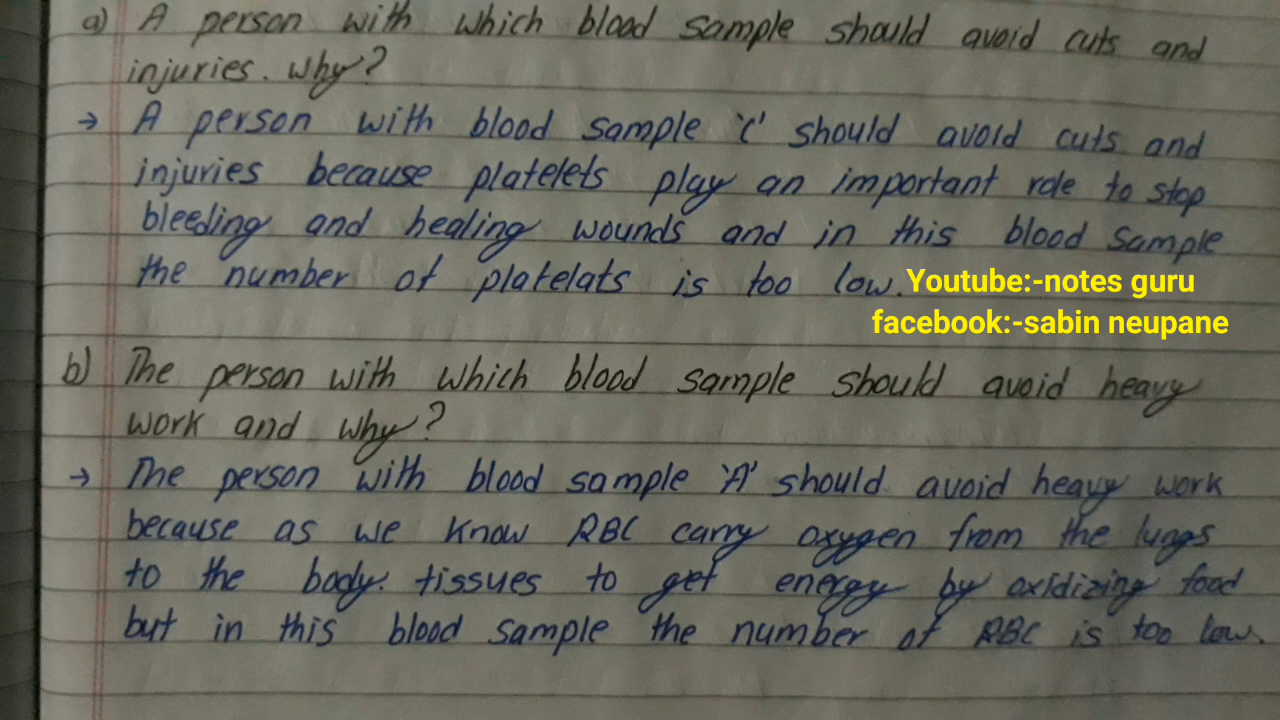 a) A person with which blood sample should avoid cuts and
injuries. Why?
→ A person with blood sample 'C' should avoid cuts and
injuries because platelets play an important role to stop
bleeding and healing wounds and in this blood sample
the number of platelats is too low.
Youtube:-notes guru
facebook:-sabin neupane
b) The person with which blood sample should avoid heavy
work and why?
→ The person with blood sample 'A' should avoid heavy work
because as we know RBC carry oxygen from the lungs
to the body. tissues to get energy by oxidizing food
but in this blood sample the number of RBC is too low.